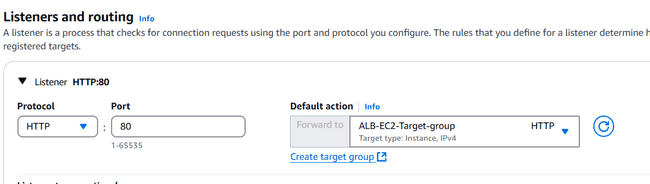 Listeners and routing Info
A listener is a process that checks for connection requests using the port and protocol you configure. The rules that you define for a listener determine
registered targets.
Listener HTTP:80
Protocol Port Default action | Info
HTTP : 80 Forward to ALB-EC2-Target-group HTTP
Target type: Instance, IPv4
1-65535
Create target group